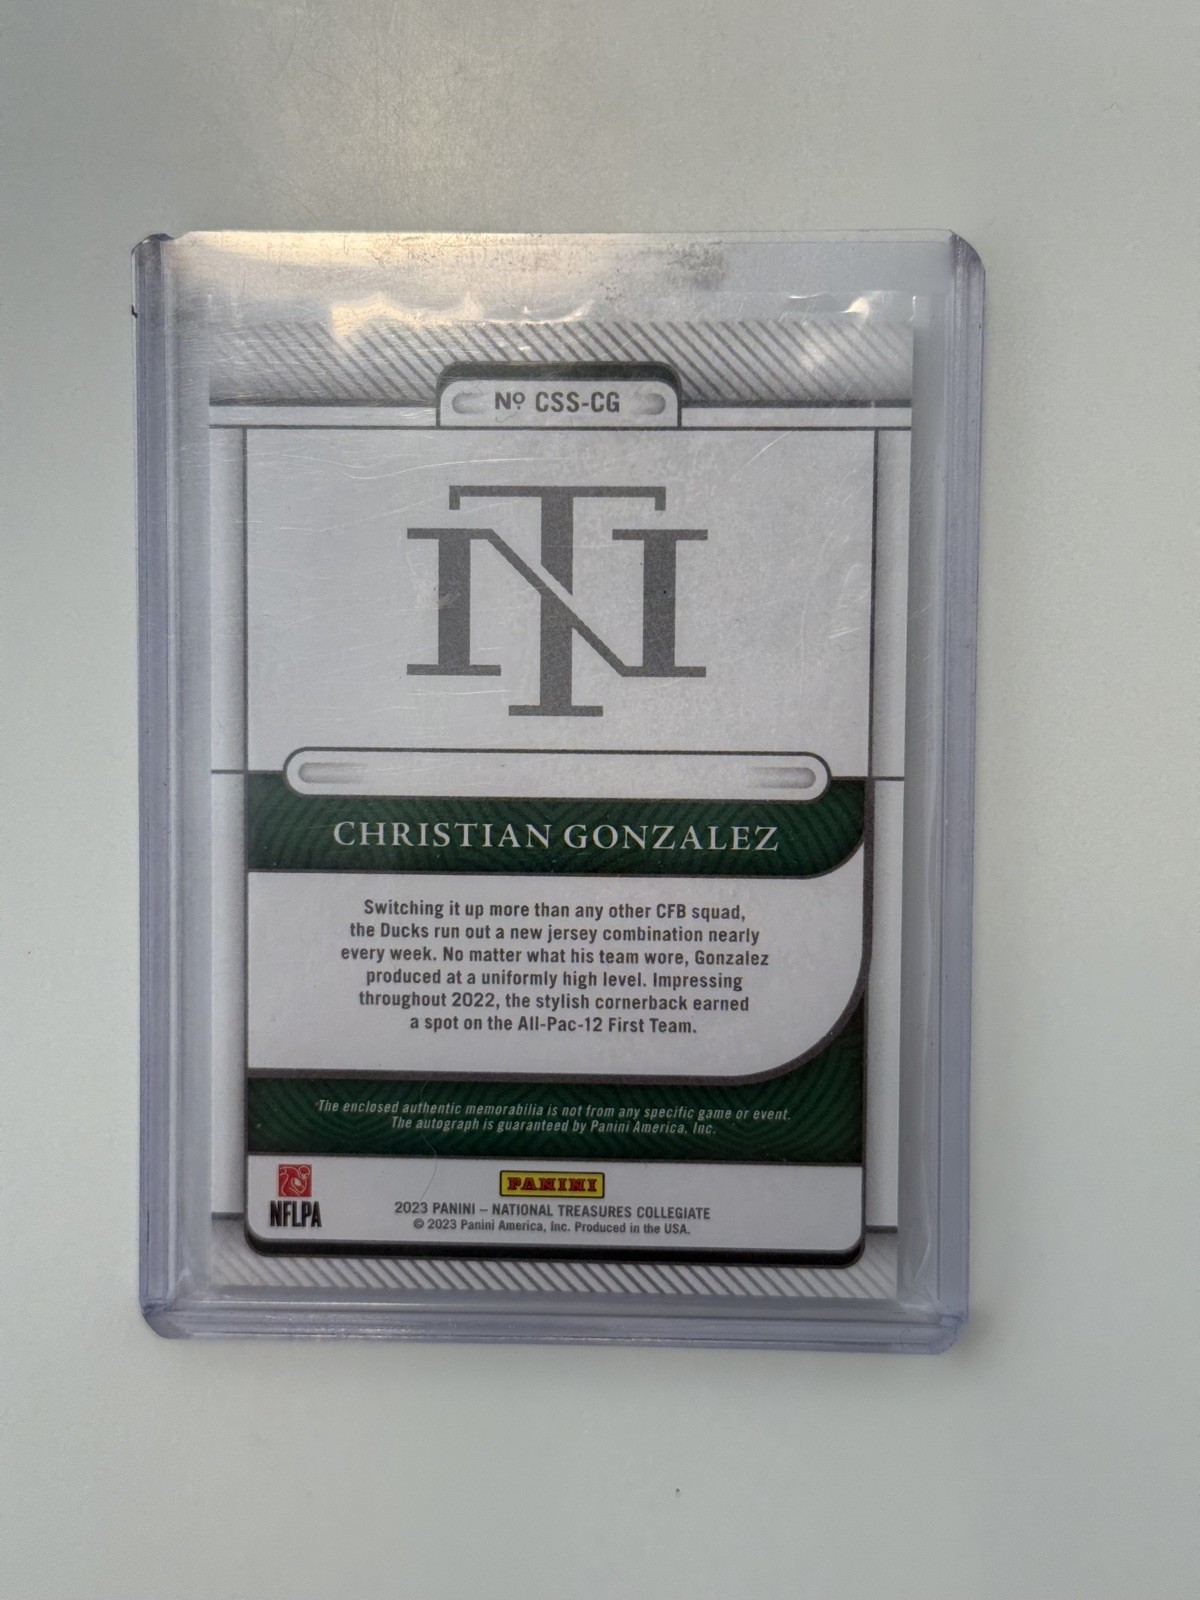 Nº CSS-CG
NT
CHRISTIAN GONZALEZ
Switching it up more than any other CFB squad,
the Ducks run out a new jersey combination nearly
every week. No matter what his team wore, Gonzalez
produced at a uniformly high level. Impressing
throughout 2022, the stylish cornerback earned
a spot on the All-Pac-12 First Team.
The enclosed authentic memorabilia is not from any specific game or event.
The autograph is guaranteed by Panini America, Inc.
PANINI
NFLPA
2023 PANINI – NATIONAL TREASURES COLLEGIATE
© 2023 Panini America, Inc. Produced in the USA.